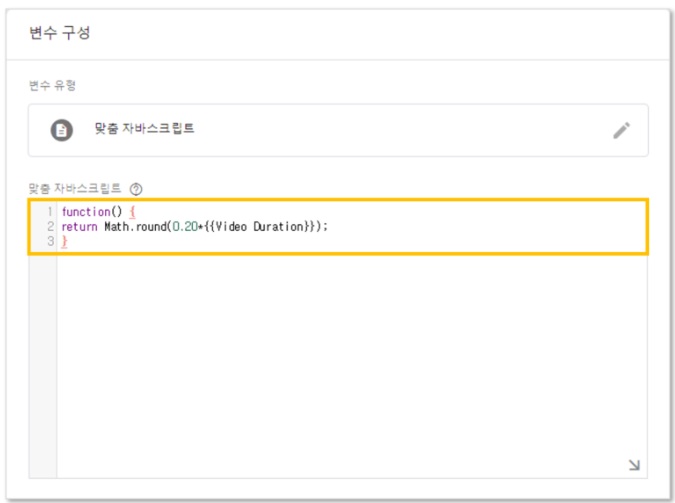 변수 구성
변수 유형
맞춤 자바스크립트
맞춤 자바스크립트 ?
1 function() {
2 return Math.round(0.20*{{Video Duration}});
3 }